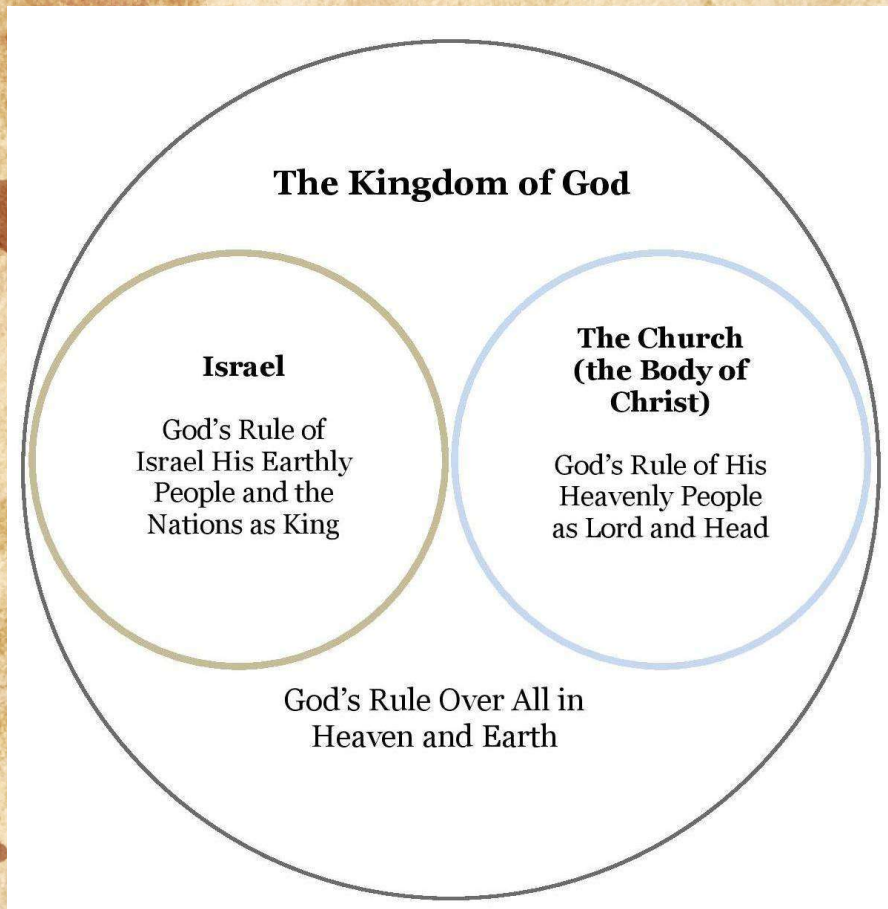 The Kingdom of God
Israel
God’s Rule of
Israel His Earthly
People and the
Nations as King
The Church
(the Body of
Christ)
God’s Rule of His
Heavenly People
as Lord and Head
God’s Rule Over All in
Heaven and Earth